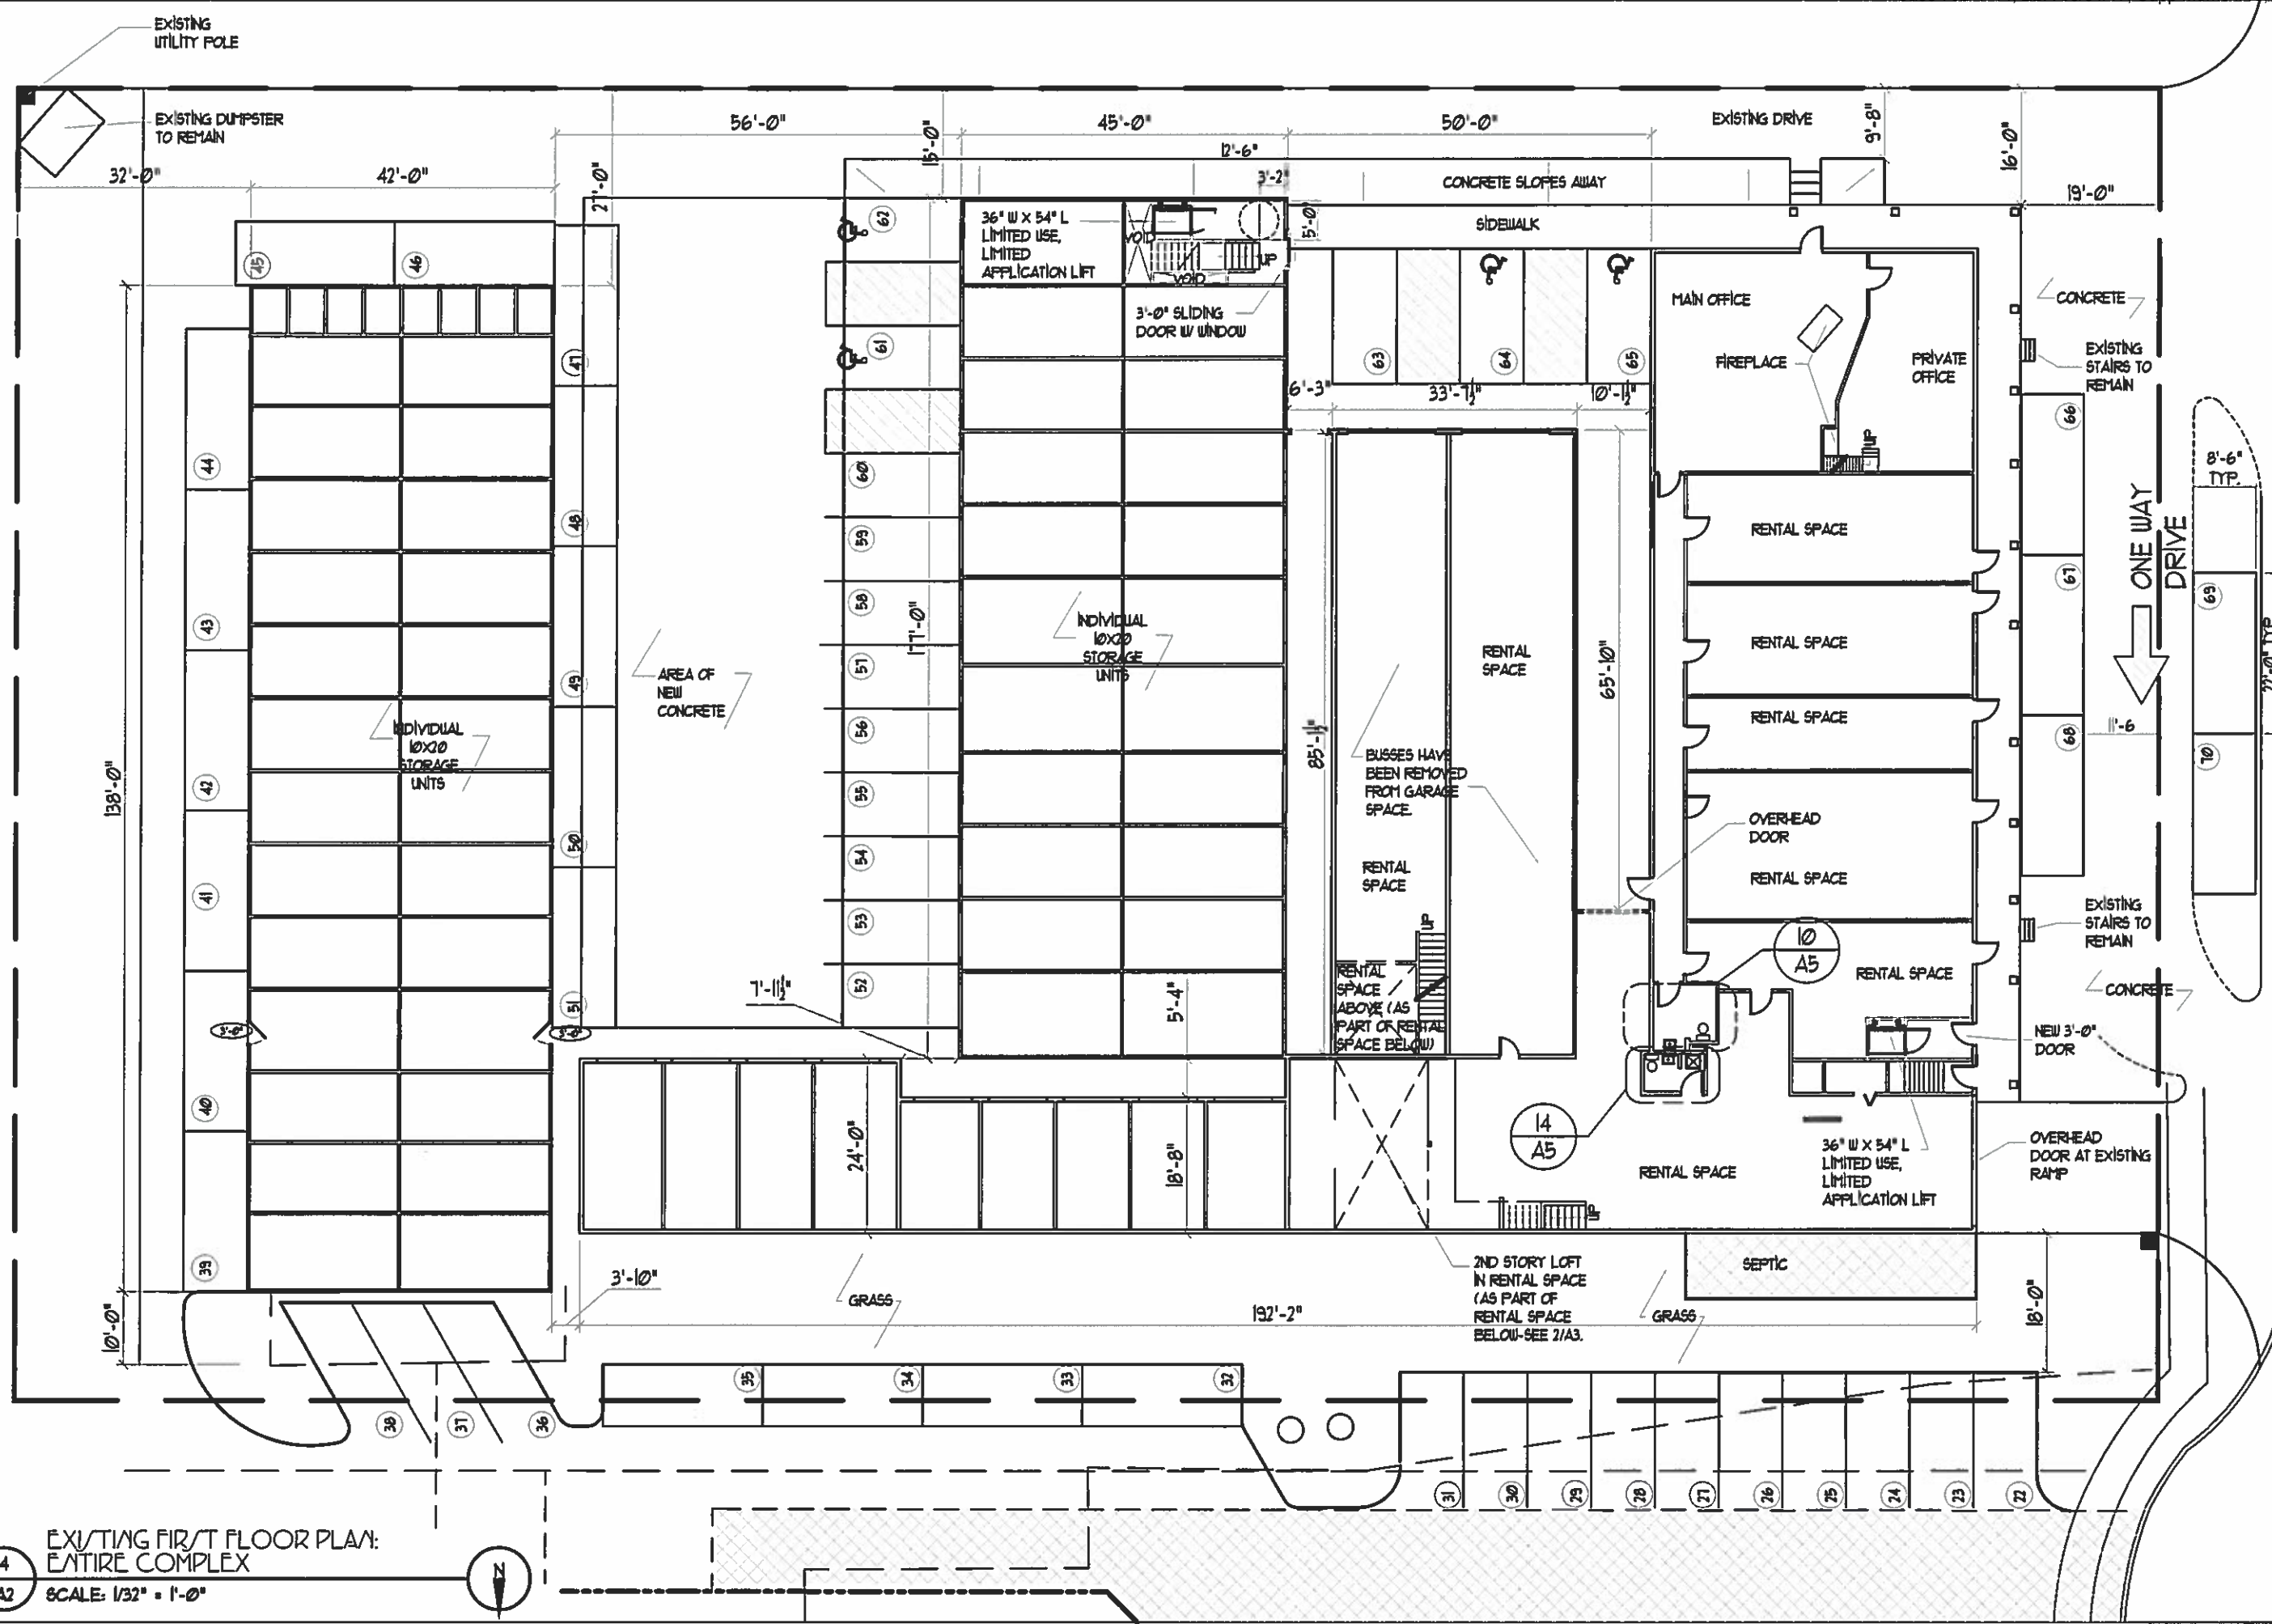 EXISTING
UTILITY POLE
EXISTING DUMPSTER
TO REMAIN
32'-0"
42'-0"
56'-0"
45'-0"
50'-0"
EXISTING DRIVE
9'-8"
16'-0"
19'-0"
27'-0"
15'-0"
12'-6"
3'-2"
5'-0"
CONCRETE SLOPES AWAY
SIDEWALK
36" W X 54" L
LIMITED USE,
LIMITED
APPLICATION LIFT
VOID
VOID
UP
3'-0" SLIDING
DOOR W/ WINDOW
45
46
47
48
49
50
51
44
43
42
41
40
39
62
61
60
59
58
57
56
55
54
53
52
63
64
65
MAIN OFFICE
FIREPLACE
PRIVATE
OFFICE
UP
CONCRETE
EXISTING
STAIRS TO
REMAIN
66
67
68
69
70
8'-6"
TYP.
ONE WAY
DRIVE
11'-6
6'-3"
33'-7½"
10'-1½"
RENTAL SPACE
RENTAL SPACE
RENTAL SPACE
RENTAL SPACE
RENTAL SPACE
138'-0"
INDIVIDUAL
10X20
STORAGE
UNITS
AREA OF
NEW
CONCRETE
INDIVIDUAL
10X20
STORAGE
UNITS
RENTAL
SPACE
65'-10"
85'-1½"
BUSSES HAVE
BEEN REMOVED
FROM GARAGE
SPACE.
RENTAL
SPACE
OVERHEAD
DOOR
UP
RENTAL
SPACE
ABOVE (AS
PART OF RENTAL
SPACE BELOW)
10
A5
14
A5
EXISTING
STAIRS TO
REMAIN
CONCRETE
NEW 3'-0"
DOOR
7'-11½"
5'-4"
3'-0"
24'-0"
18'-8"
RENTAL SPACE
36" W X 54" L
LIMITED USE,
LIMITED
APPLICATION LIFT
OVERHEAD
DOOR AT EXISTING
RAMP
UP
2ND STORY LOFT
IN RENTAL SPACE
(AS PART OF
RENTAL SPACE
BELOW-SEE 2/A3.
SEPTIC
3'-10"
GRASS
192'-2"
GRASS
18'-0"
10'-0"
38
37
36
35
34
33
32
31
30
29
28
27
26
25
24
23
22
EXISTING FIRST FLOOR PLAN:
ENTIRE COMPLEX
SCALE: 1/32" = 1'-0"
4
A2
N